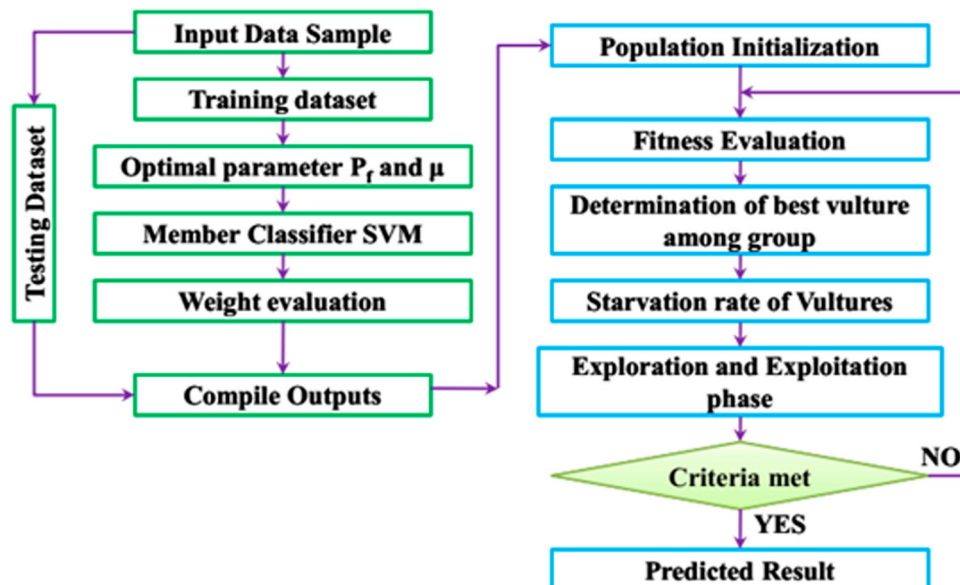 Input Data Sample
Training dataset
Testing Dataset
Optimal parameter Pf and μ
Member Classifier SVM
Weight evaluation
Compile Outputs
Population Initialization
Fitness Evaluation
Determination of best vulture
among group
Starvation rate of Vultures
Exploration and Exploitation
phase
Criteria met
NO
YES
Predicted Result